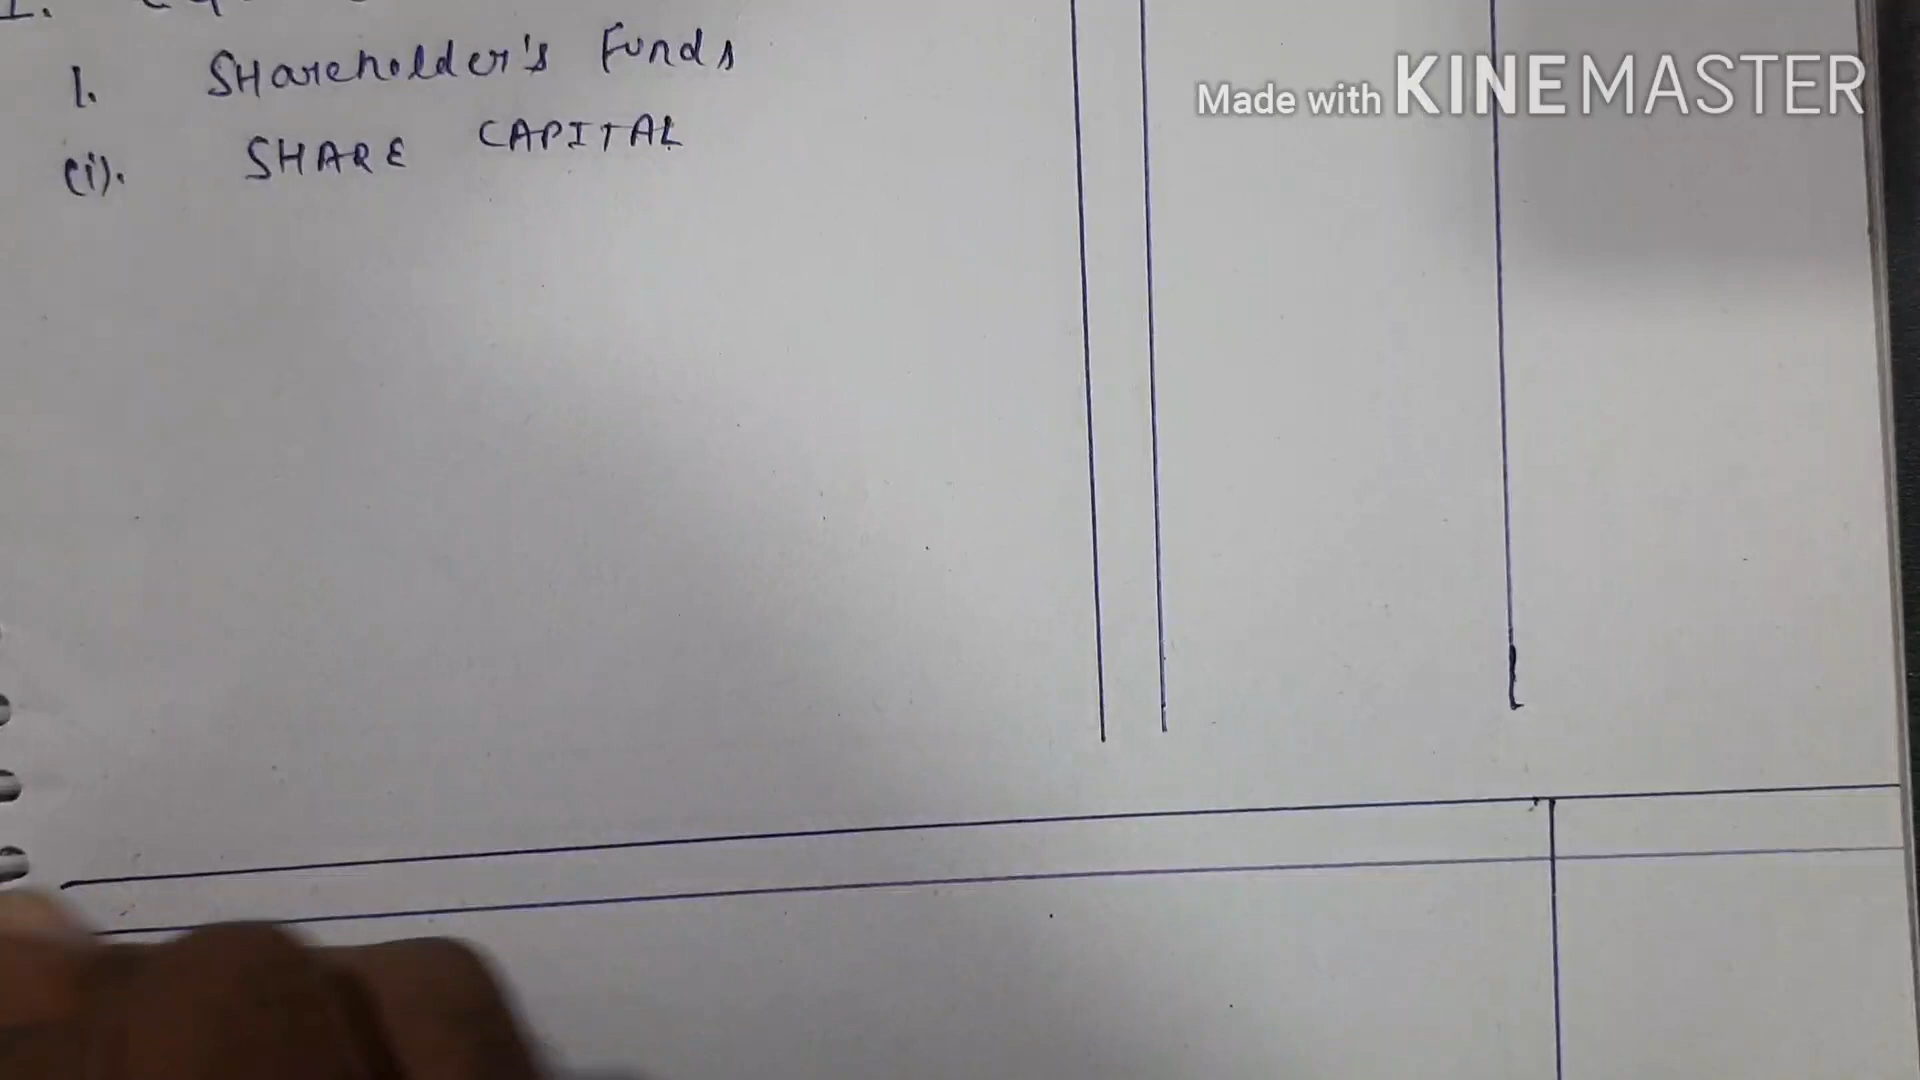 I.
1. Shareholder's Funds
(i). SHARE CAPITAL
Made with KINEMASTER